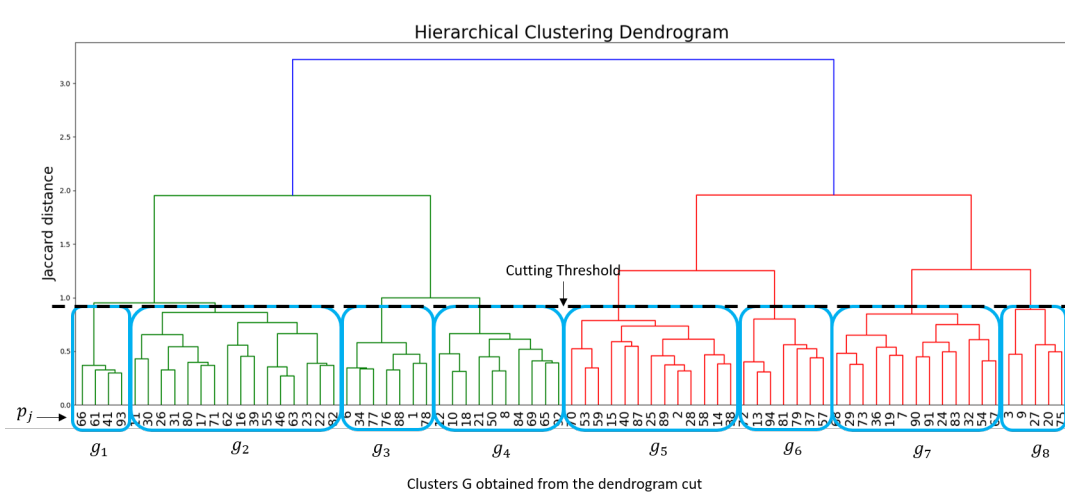 Hierarchical Clustering Dendrogram
Jaccard distance
3.0
2.5
2.0
1.5
1.0
0.5
0.0
Cutting Threshold
p_j
66 61 41 93 30 26 31 80 17 71 62 16 39 55 46 63 23 22 34 77 76 88 1 78 10 18 21 50 8 84 69 65 53 59 15 40 87 25 89 2 28 58 14 13 94 81 79 37 57 29 73 36 19 7 90 91 24 83 32 54 3 9 27 20 75
g_1 g_2 g_3 g_4 g_5 g_6 g_7 g_8
Clusters G obtained from the dendrogram cut